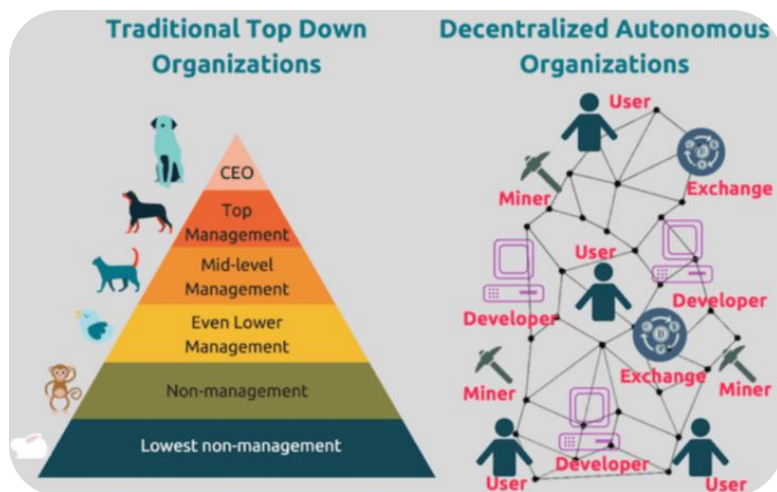 Traditional Top Down
Organizations
CEO
Top
Management
Mid-level
Management
Even Lower
Management
Non-management
Lowest non-management
Decentralized Autonomous
Organizations
User
Miner
Exchange
User
Developer
Developer
Exchange
Miner
Miner
Developer
User
User